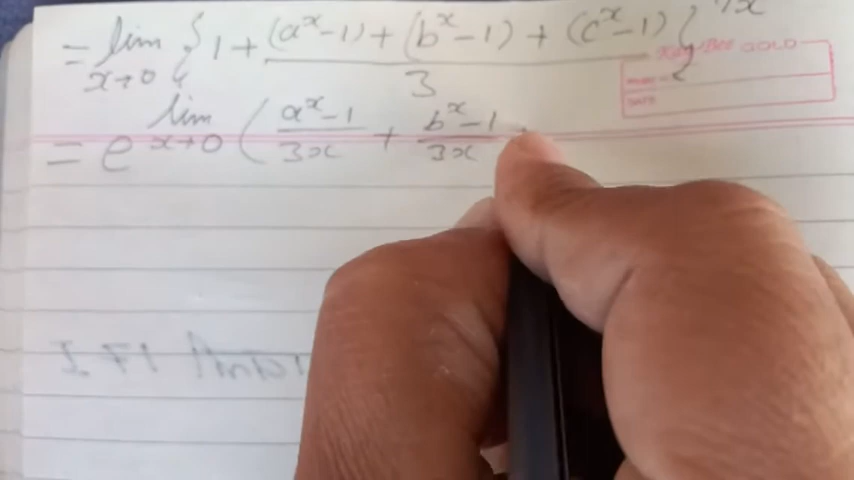 = lim x→0 { 1 + (a^x-1) + (b^x-1) + (c^x-1) / 3 }^1/x
= e^lim x→0 ( a^x-1 / 3x + b^x-1 / 3x +